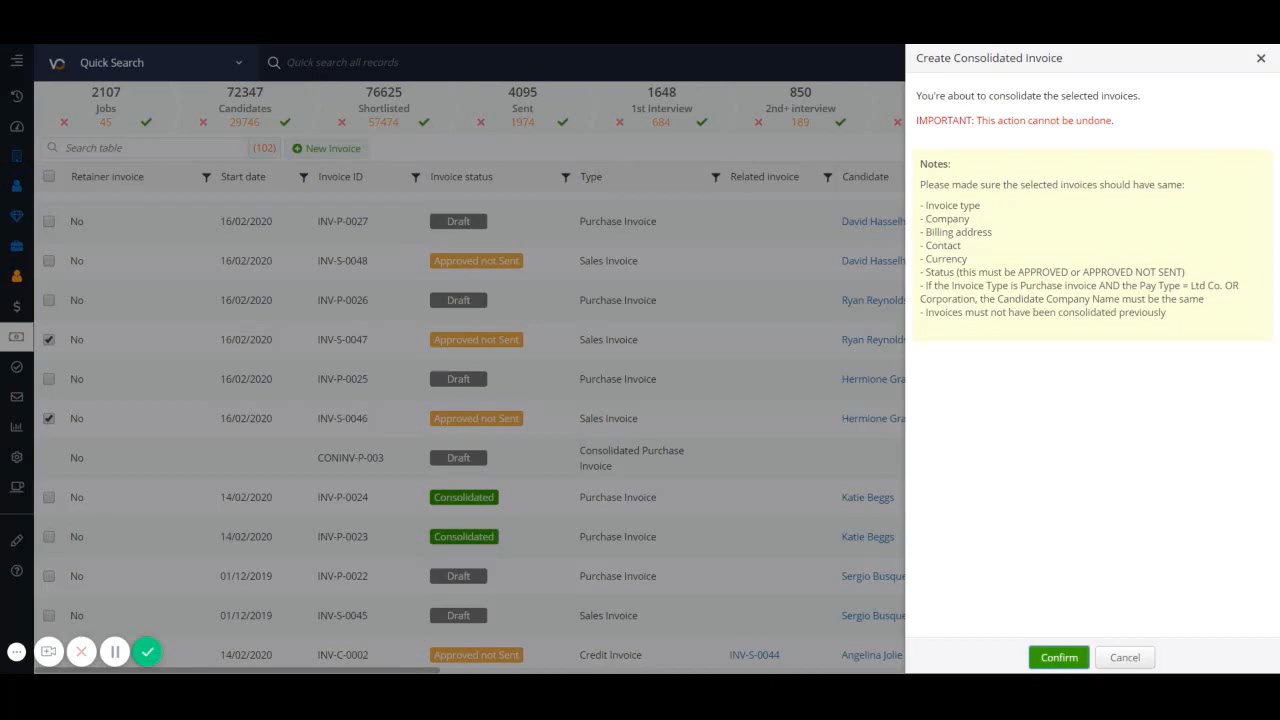 Quick Search
Quick search all records
2107 72347 76625 4095 1648 850
Jobs Candidates Shortlisted Sent 1st Interview 2nd+ interview
45 29746 57474 1974 684 189
Search table (102) New Invoice
Retainer invoice Start date Invoice ID Invoice status Type Related invoice Candidate
No 16/02/2020 INV-P-0027 Draft Purchase Invoice David Hasselh
No 16/02/2020 INV-S-0048 Approved not Sent Sales Invoice David Hasselh
No 16/02/2020 INV-P-0026 Draft Purchase Invoice Ryan Reynolds
No 16/02/2020 INV-S-0047 Approved not Sent Sales Invoice Ryan Reynolds
No 16/02/2020 INV-P-0025 Draft Purchase Invoice Hermione Gra
No 16/02/2020 INV-S-0046 Approved not Sent Sales Invoice Hermione Gra
No CONINV-P-003 Draft Consolidated Purchase
Invoice
No 14/02/2020 INV-P-0024 Consolidated Purchase Invoice Katie Beggs
No 14/02/2020 INV-P-0023 Consolidated Purchase Invoice Katie Beggs
No 01/12/2019 INV-P-0022 Draft Purchase Invoice Sergio Busque
No 01/12/2019 INV-S-0045 Draft Sales Invoice Sergio Busque
14/02/2020 INV-C-0002 Approved not Sent Credit Invoice INV-S-0044 Angelina Jolie
Create Consolidated Invoice
You're about to consolidate the selected invoices.
IMPORTANT: This action cannot be undone.
Notes:
Please made sure the selected invoices should have same:
- Invoice type
- Company
- Billing address
- Contact
- Currency
- Status (this must be APPROVED or APPROVED NOT SENT)
- If the Invoice Type is Purchase invoice AND the Pay Type = Ltd Co. OR
Corporation, the Candidate Company Name must be the same
- Invoices must not have been consolidated previously
Confirm Cancel